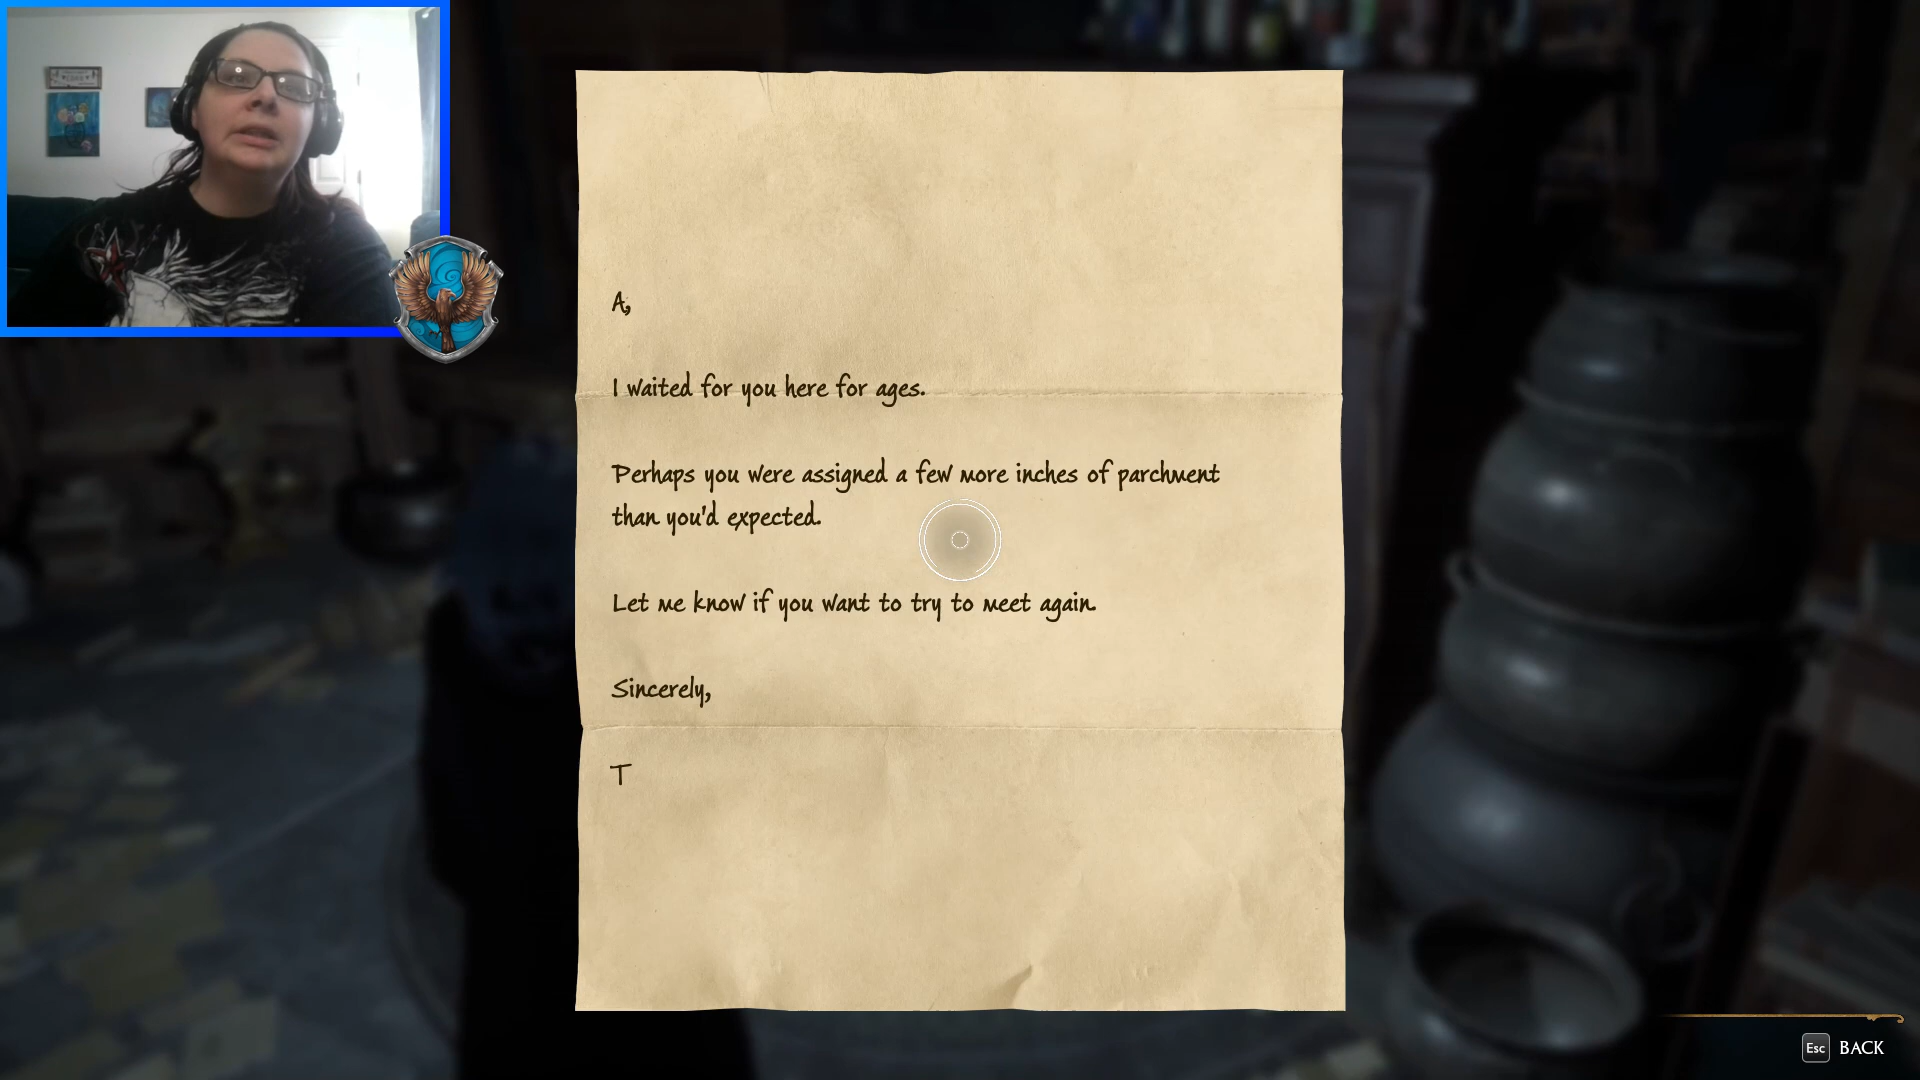 A,
I waited for you here for ages.
Perhaps you were assigned a few more inches of parchment
than you'd expected.
Let me know if you want to try to meet again.
Sincerely,
T
Esc BACK